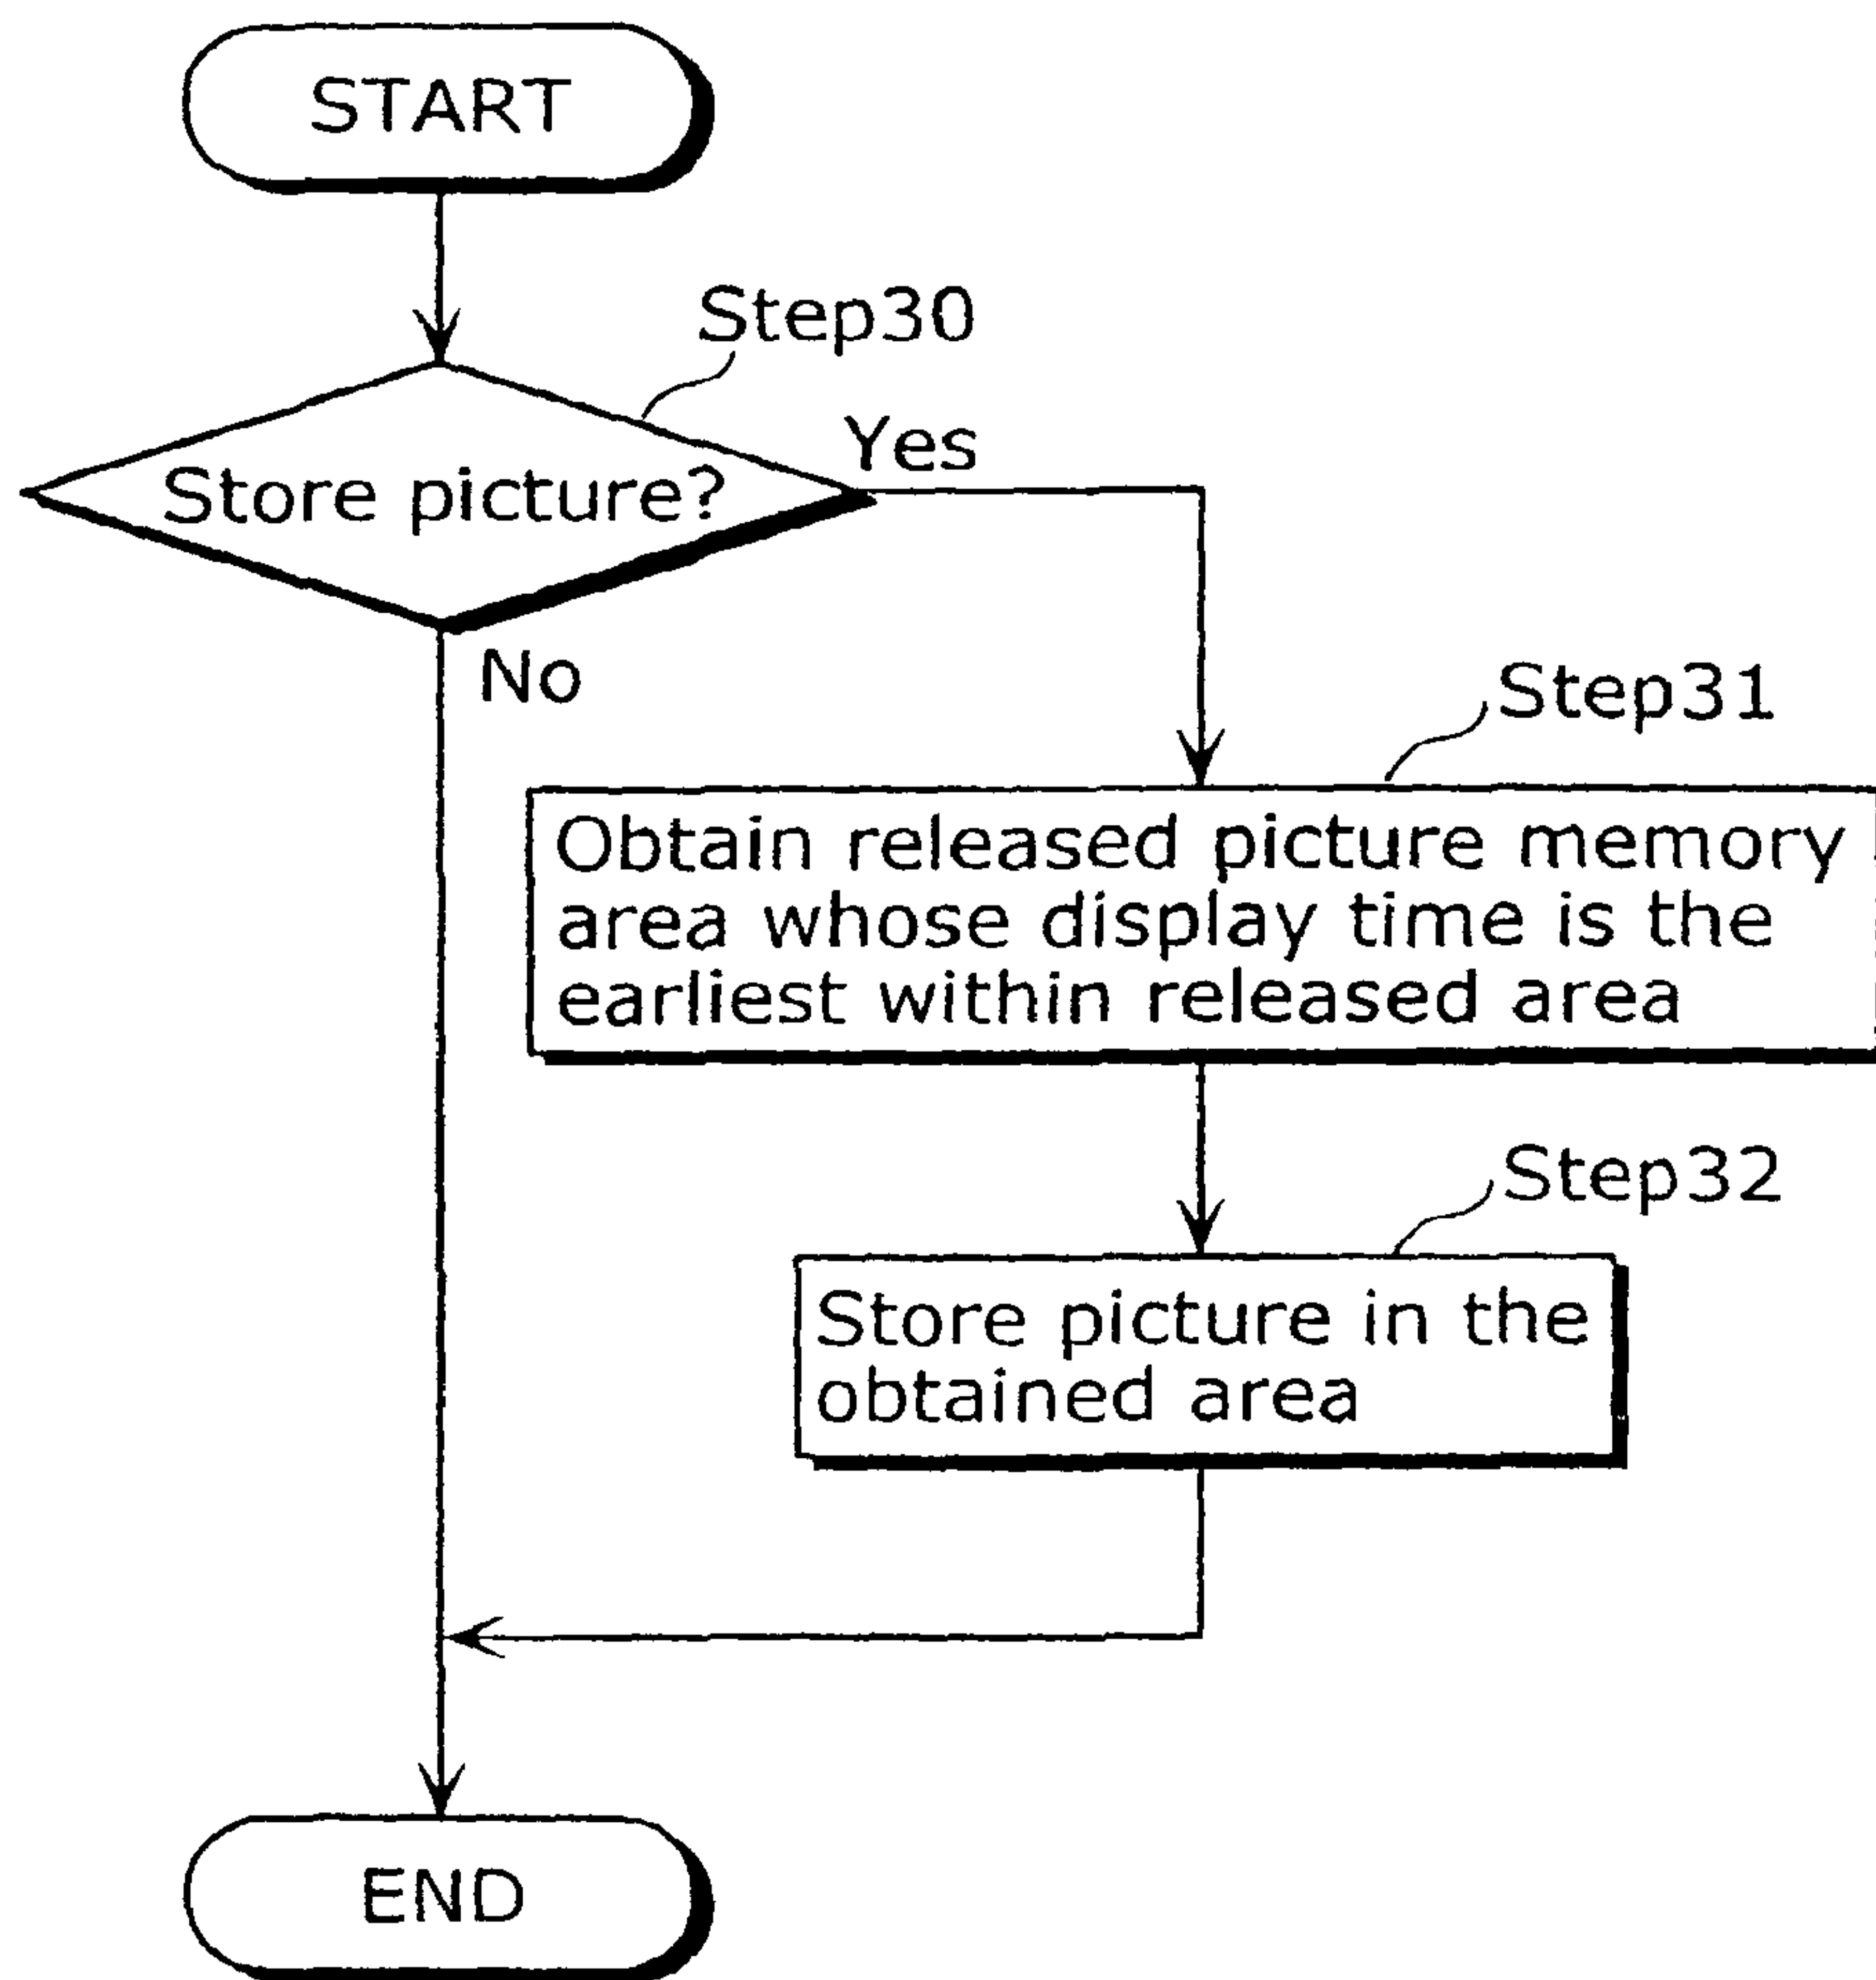 START
Step30
Yes
Store picture?
No
Step31
Obtain released picture memory
area whose display time is the
earliest within released area
Step32
Store picture in the
obtained area
END